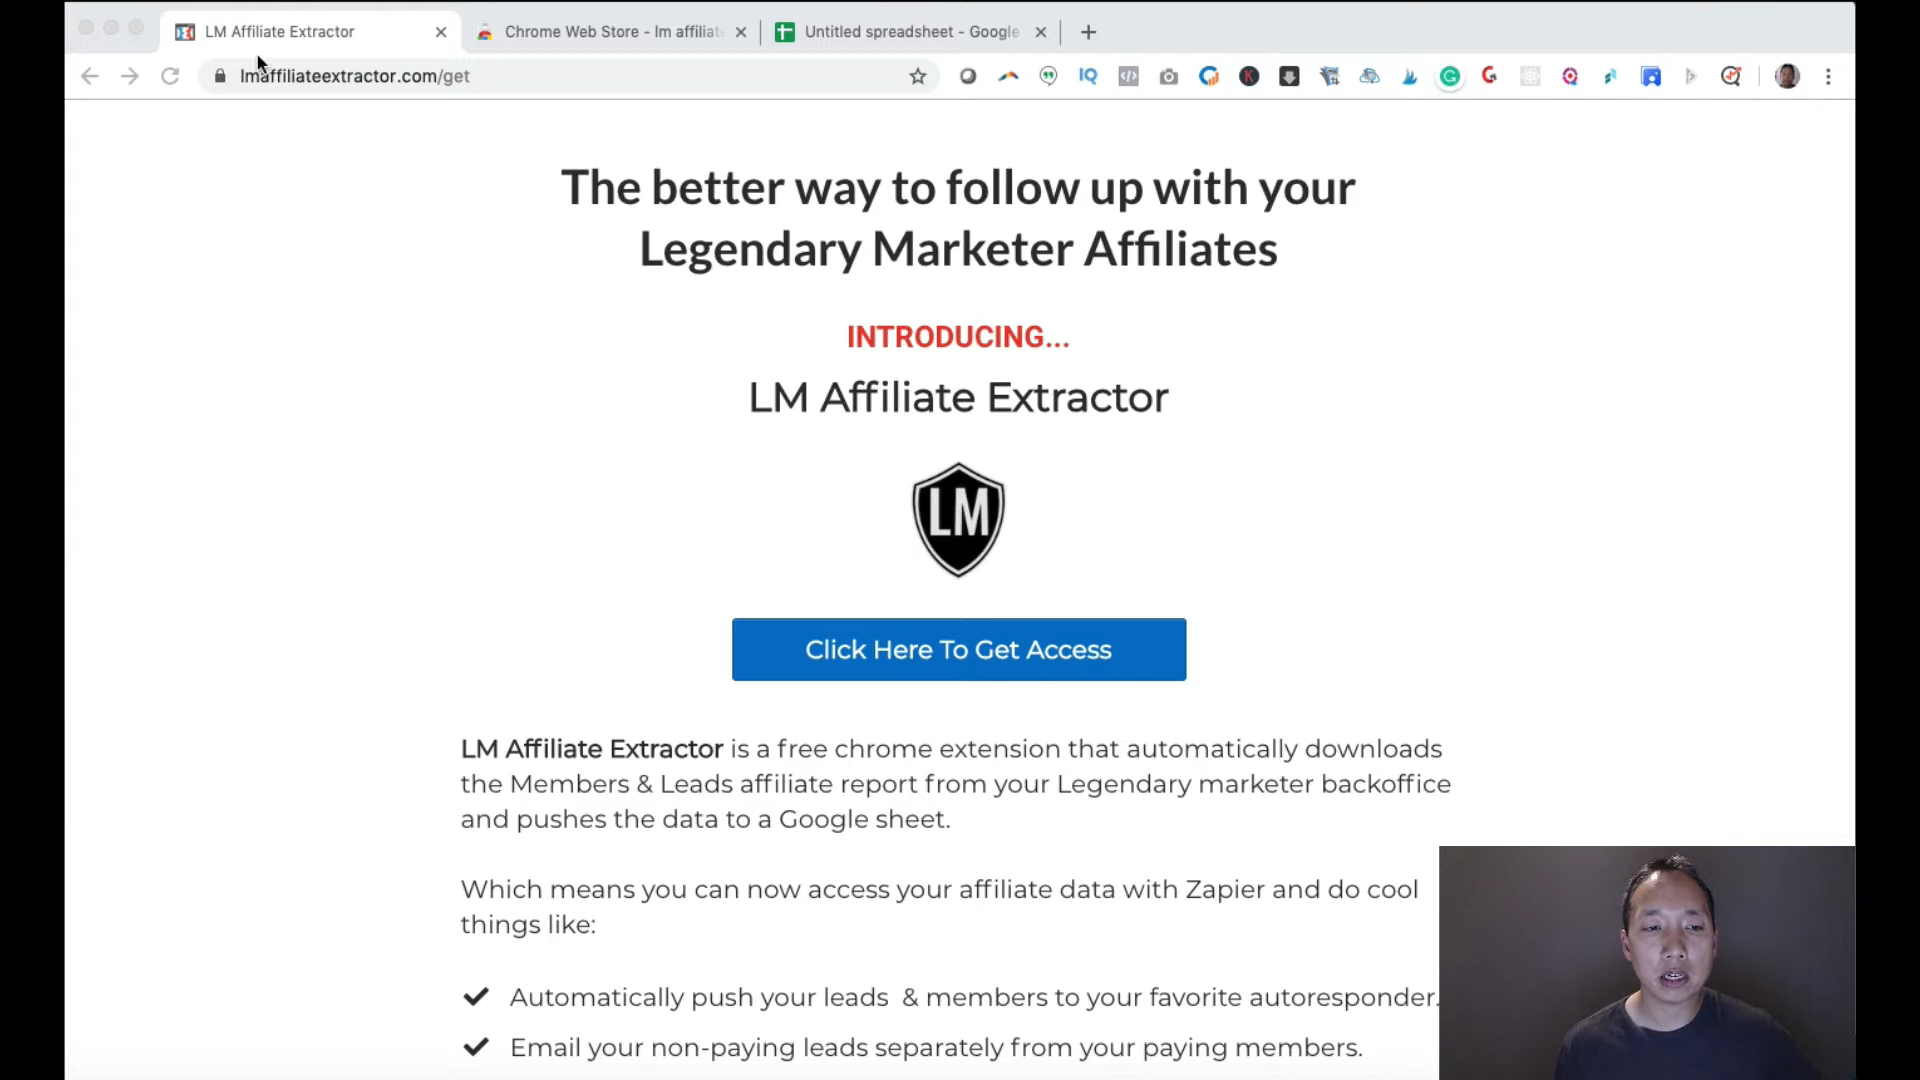 LM Affiliate Extractor
Chrome Web Store - lm affiliat
Untitled spreadsheet - Google
lmaffiliateextractor.com/get
IQ
The better way to follow up with your
Legendary Marketer Affiliates
INTRODUCING...
LM Affiliate Extractor
LM
Click Here To Get Access
LM Affiliate Extractor is a free chrome extension that automatically downloads
the Members & Leads affiliate report from your Legendary marketer backoffice
and pushes the data to a Google sheet.
Which means you can now access your affiliate data with Zapier and do cool
things like:
Automatically push your leads & members to your favorite autoresponder.
Email your non-paying leads separately from your paying members.